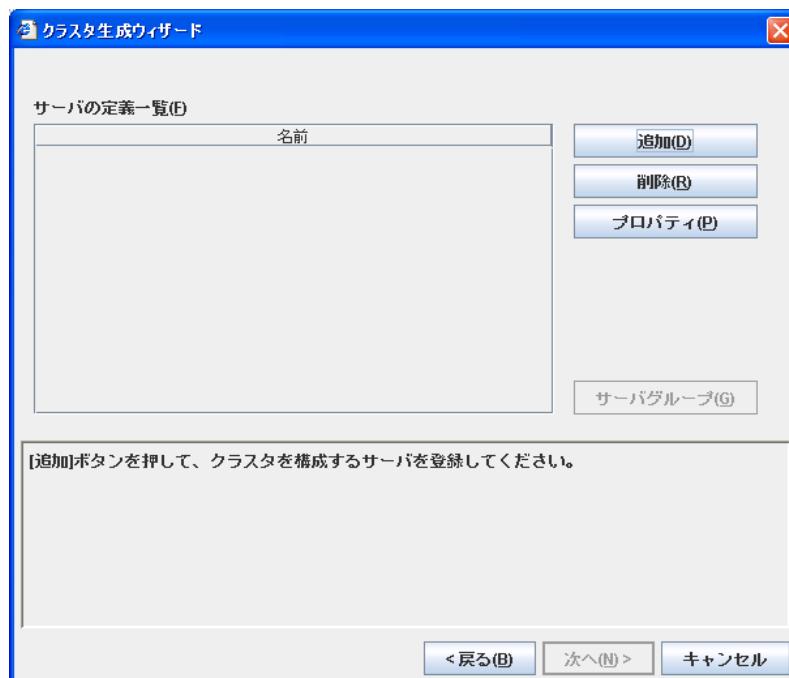 クラスタ生成ウィザード
サーバの定義一覧(F)
名前
追加(D)
削除(R)
プロパティ(P)
サーバグループ(G)
[追加]ボタンを押して、クラスタを構成するサーバを登録してください。
<戻る(B)
次へ(N)>
キャンセル